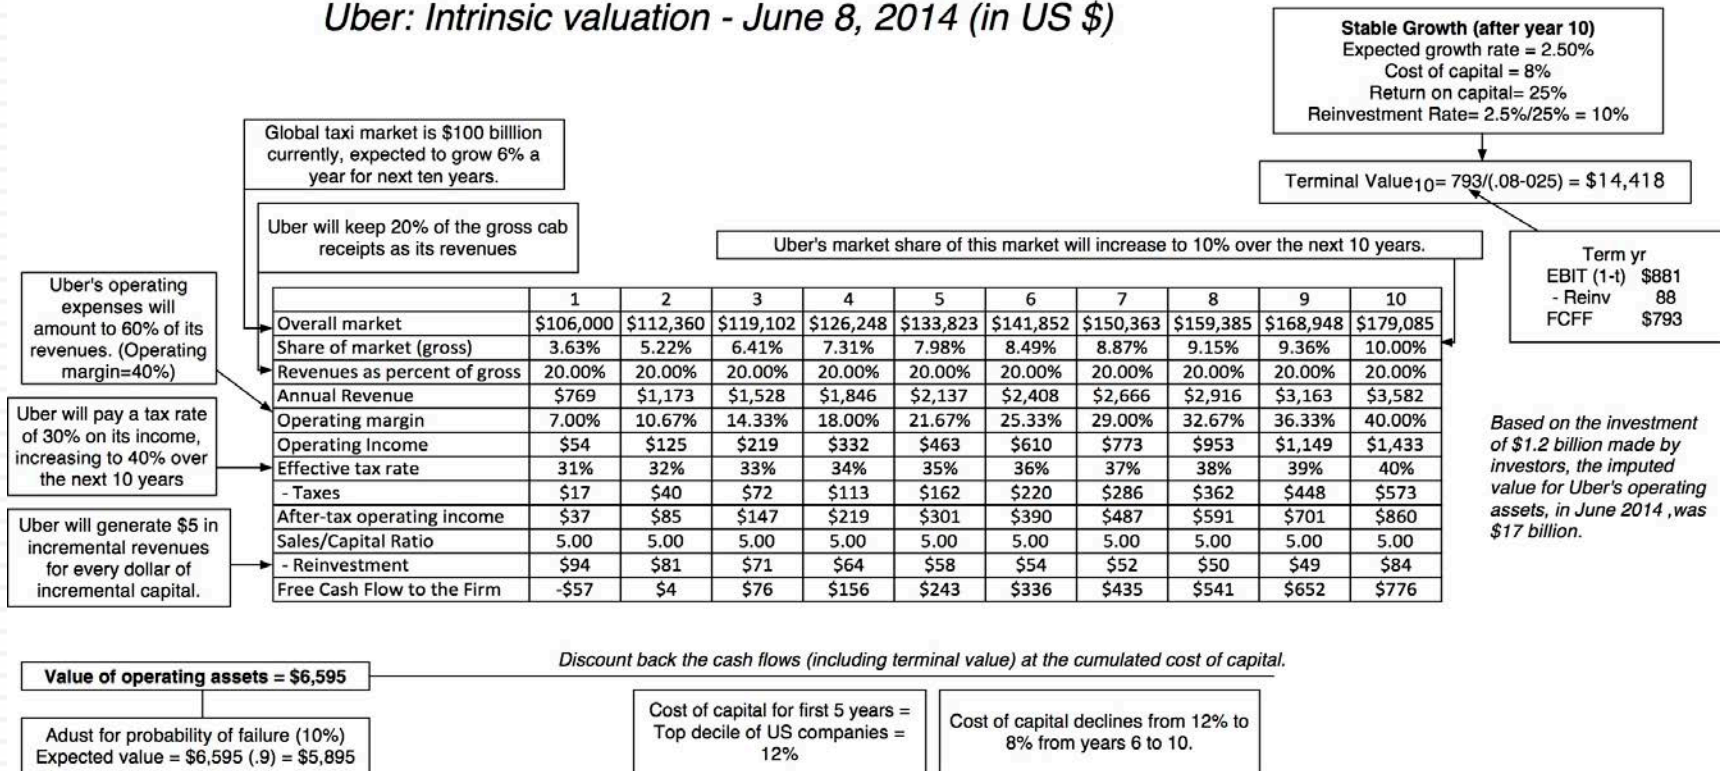 Uber: Intrinsic valuation - June 8, 2014 (in US $)
Stable Growth (after year 10)
Expected growth rate = 2.50%
Cost of capital = 8%
Return on capital= 25%
Reinvestment Rate= 2.5%/25% = 10%
Global taxi market is $100 billlion
currently, expected to grow 6% a
year for next ten years.
Terminal Value10= 793/(.08-025) = $14,418
Uber will keep 20% of the gross cab
receipts as its revenues
Uber's market share of this market will increase to 10% over the next 10 years.
Term yr
EBIT (1-t) $881
- Reinv 88
FCFF $793
Uber's operating
expenses will
amount to 60% of its
revenues. (Operating
margin=40%)
Uber will pay a tax rate
of 30% on its income,
increasing to 40% over
the next 10 years
Uber will generate $5 in
incremental revenues
for every dollar of
incremental capital.
1 2 3 4 5 6 7 8 9 10
Overall market $106,000 $112,360 $119,102 $126,248 $133,823 $141,852 $150,363 $159,385 $168,948 $179,085
Share of market (gross) 3.63% 5.22% 6.41% 7.31% 7.98% 8.49% 8.87% 9.15% 9.36% 10.00%
Revenues as percent of gross 20.00% 20.00% 20.00% 20.00% 20.00% 20.00% 20.00% 20.00% 20.00% 20.00%
Annual Revenue $769 $1,173 $1,528 $1,846 $2,137 $2,408 $2,666 $2,916 $3,163 $3,582
Operating margin 7.00% 10.67% 14.33% 18.00% 21.67% 25.33% 29.00% 32.67% 36.33% 40.00%
Operating Income $54 $125 $219 $332 $463 $610 $773 $953 $1,149 $1,433
Effective tax rate 31% 32% 33% 34% 35% 36% 37% 38% 39% 40%
- Taxes $17 $40 $72 $113 $162 $220 $286 $362 $448 $573
After-tax operating income $37 $85 $147 $219 $301 $390 $487 $591 $701 $860
Sales/Capital Ratio 5.00 5.00 5.00 5.00 5.00 5.00 5.00 5.00 5.00 5.00
- Reinvestment $94 $81 $71 $64 $58 $54 $52 $50 $49 $84
Free Cash Flow to the Firm -$57 $4 $76 $156 $243 $336 $435 $541 $652 $776
Based on the investment
of $1.2 billion made by
investors, the imputed
value for Uber's operating
assets, in June 2014 ,was
$17 billion.
Discount back the cash flows (including terminal value) at the cumulated cost of capital.
Value of operating assets = $6,595
Adust for probability of failure (10%)
Expected value = $6,595 (.9) = $5,895
Cost of capital for first 5 years =
Top decile of US companies =
12%
Cost of capital declines from 12% to
8% from years 6 to 10.